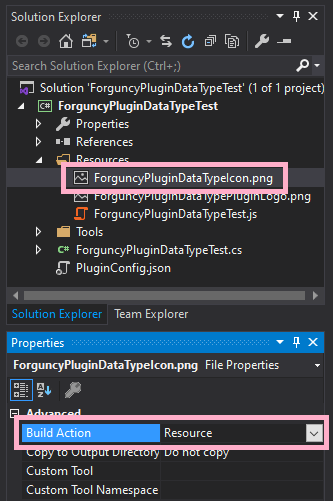 Solution Explorer
Search Solution Explorer (Ctrl+;)
Solution 'ForguncyPluginDataTypeTest' (1 of 1 project)
ForguncyPluginDataTypeTest
Properties
References
Resources
ForguncyPluginDataTypeIcon.png
ForguncyPluginDataTypePluginLogo.png
ForguncyPluginDataTypeTest.js
Tools
ForguncyPluginDataTypeTest.cs
PluginConfig.json
Solution Explorer Team Explorer
Properties
ForguncyPluginDataTypeIcon.png File Properties
Advanced
Build Action Resource
Copy to Output Directory Do not copy
Custom Tool
Custom Tool Namespace